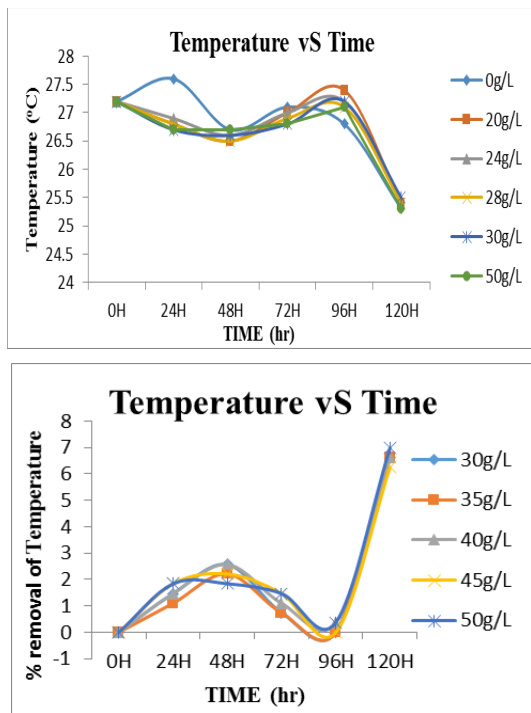 Temperature vS Time
28
27.5
27
26.5
26
25.5
25
24.5
24
Temperature (°C)
0H 24H 48H 72H 96H 120H
TIME (hr)
0g/L
20g/L
24g/L
28g/L
30g/L
50g/L
Temperature vS Time
8
7
6
5
4
3
2
1
0
-1
% removal of Temperature
0H 24H 48H 72H 96H 120H
TIME (hr)
30g/L
35g/L
40g/L
45g/L
50g/L